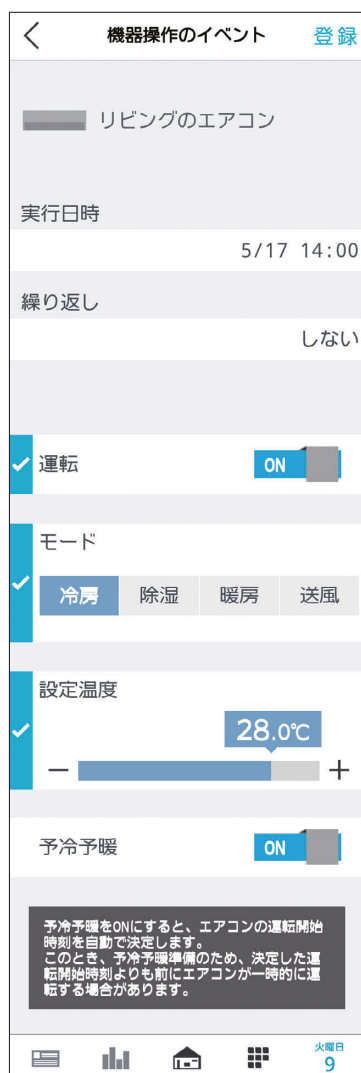 機器操作のイベント 登録
リビングのエアコン
実行日時
5/17 14:00
繰り返し
しない
運転 ON
モード
冷房 除湿 暖房 送風
設定温度
28.0℃
− +
予冷予暖 ON
予冷予暖をONにすると、エアコンの運転開始
時刻を自動で決定します。
このとき、予冷予暖準備のため、決定した運
転開始時刻よりも前にエアコンが一時的に運
転する場合があります。
火曜日
9